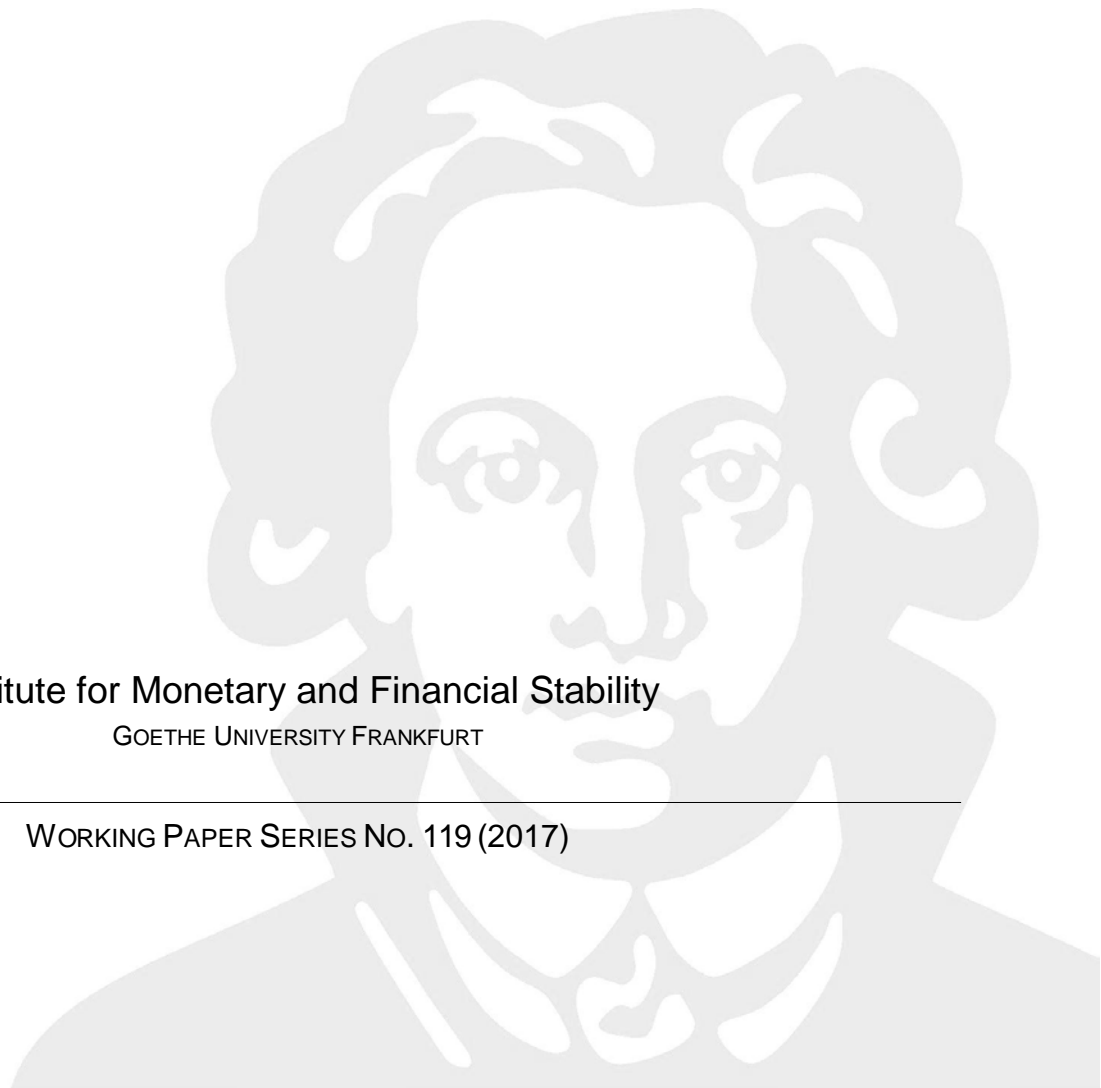 itute for Monetary and Financial Stability
GOETHE UNIVERSITY FRANKFURT
WORKING PAPER SERIES NO. 119 (2017)